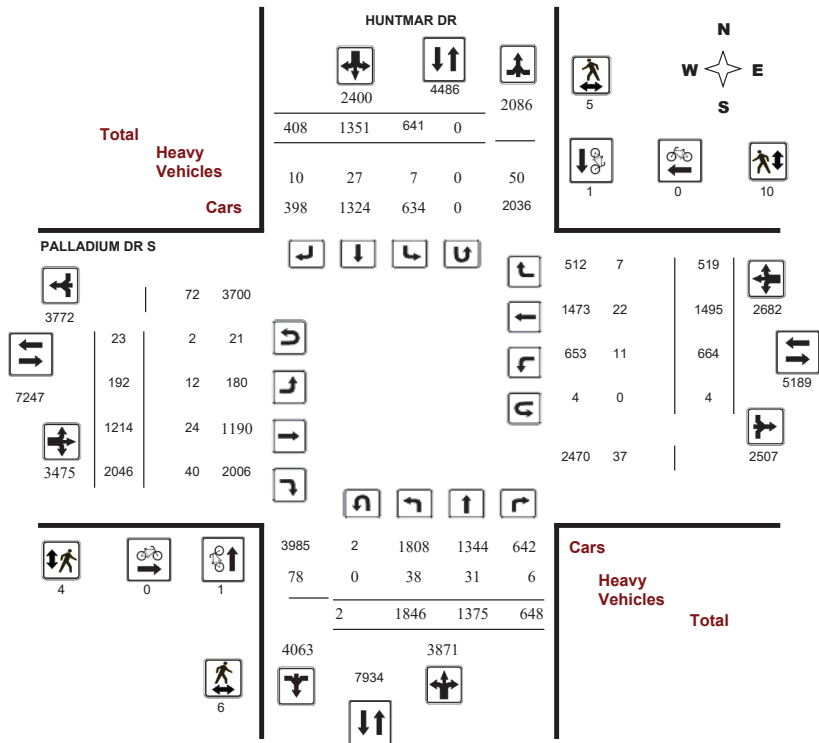 HUNTMAR DR
N
W E
S
2400
4486
2086
5
Total
408 1351 641 0
Heavy
Vehicles
10 27 7 0 50
1 0 10
Cars
398 1324 634 0 2036
PALLADIUM DR S
512 7 519
72 3700
3772
1473 22 1495 2682
23 2 21
653 11 664
7247
192 12 180
5189
4 0 4
1214 24 1190
3475 2046 40 2006
2470 37 2507
3985 2 1808 1344 642
Cars
78 0 38 31 6
Heavy
Vehicles
4 0 1
2 1846 1375 648
Total
4063 3871
7934
6